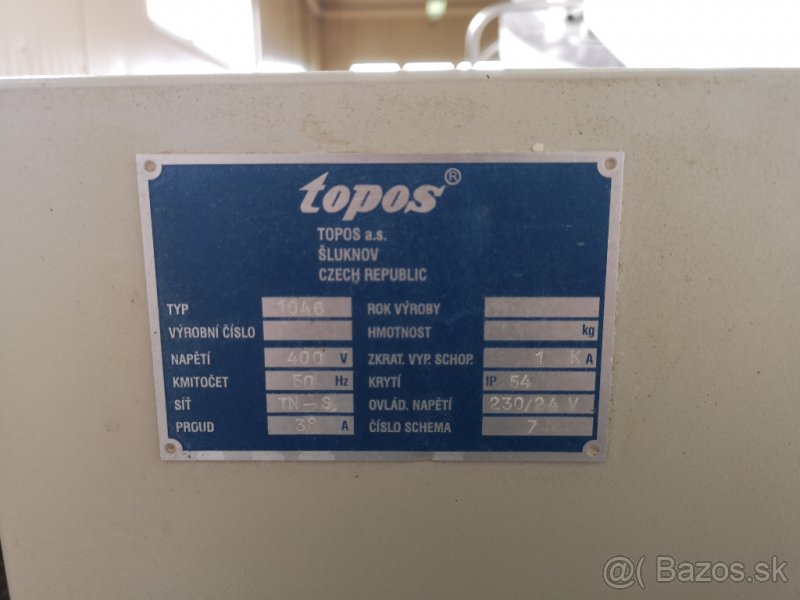 topos®
TOPOS a.s.
ŠLUKNOV
CZECH REPUBLIC
TYP 1046 ROK VÝROBY
VÝROBNÍ ČÍSLO HMOTNOST kg
NAPĚTÍ 400 V ZKRAT. VYP. SCHOP. 1 K A
KMITOČET 50 Hz KRYTÍ IP 54
SÍŤ TN-S OVLÁD. NAPĚTÍ 230/24 V
PROUD A ČÍSLO SCHEMA 7
@( Bazos.sk